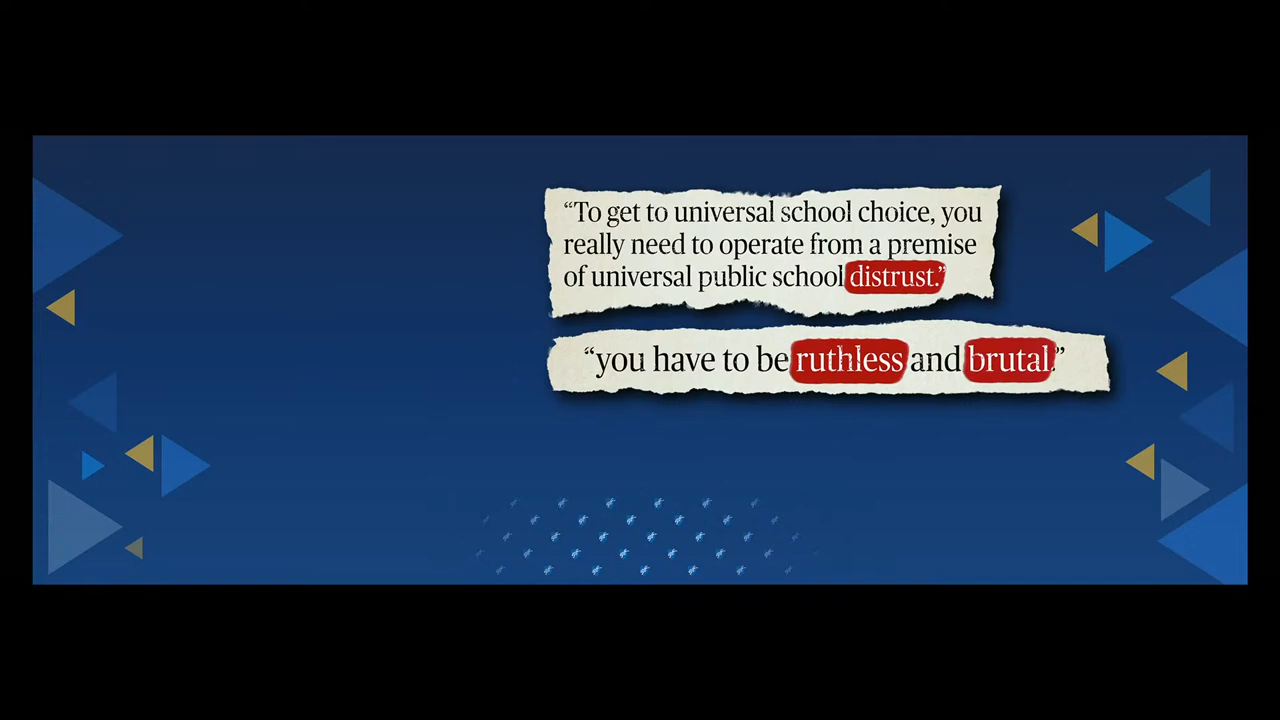 “To get to universal school choice, you
really need to operate from a premise
of universal public school distrust.”
“you have to be ruthless and brutal.”